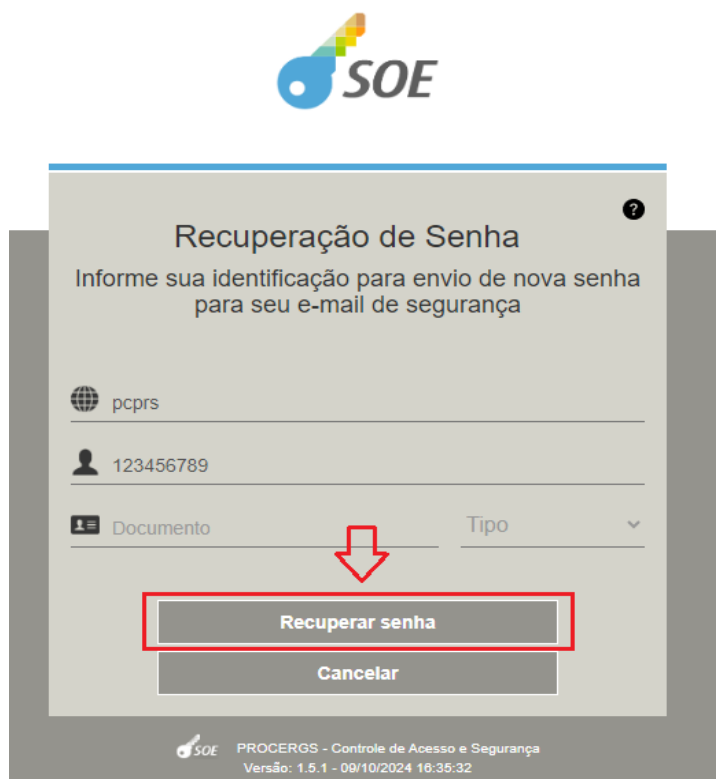 SOE
Recuperação de Senha
Informe sua identificação para envio de nova senha
para seu e-mail de segurança
pcprs
123456789
Documento Tipo
Recuperar senha
Cancelar
SOE PROCERGS - Controle de Acesso e Segurança
Versão: 1.5.1 - 09/10/2024 16:35:32